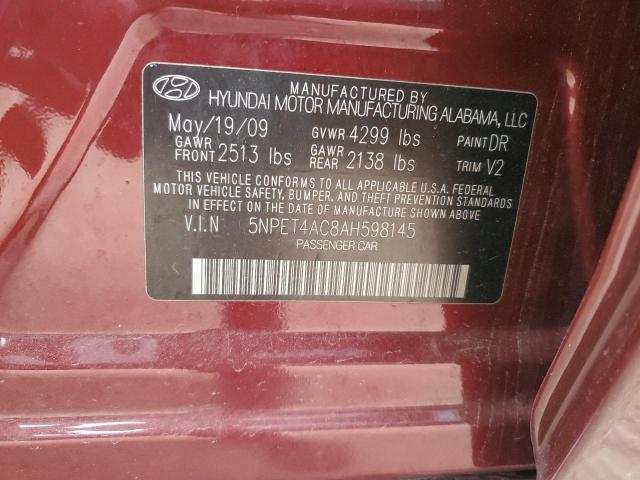 MANUFACTURED BY
HYUNDAI MOTOR MANUFACTURING ALABAMA, LLC
May/19/09 GVWR 4299 lbs PAINT DR
GAWR FRONT 2513 lbs GAWR REAR 2138 lbs TRIM V2
THIS VEHICLE CONFORMS TO ALL APPLICABLE U.S.A. FEDERAL
MOTOR VEHICLE SAFETY, BUMPER, AND THEFT PREVENTION
STANDARDS IN EFFECT ON THE DATE OF MANUFACTURE SHOWN ABOVE.
V.I.N 5NPET4AC8AH598145
PASSENGER CAR